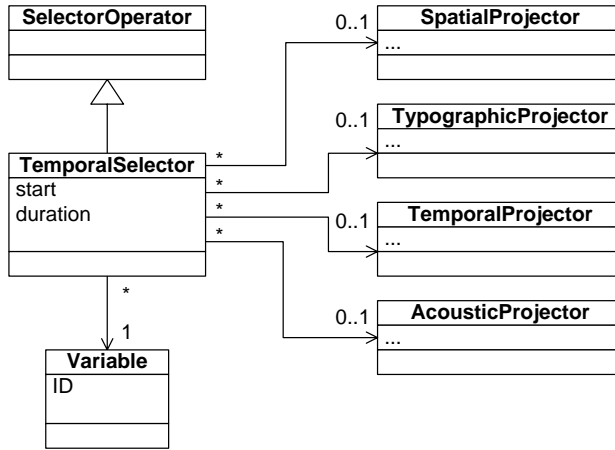 SelectorOperator
0..1
SpatialProjector
...
0..1
TypographicProjector
...
TemporalSelector
start
duration
*
*
*
*
0..1
TemporalProjector
...
0..1
AcousticProjector
...
*
1
Variable
ID